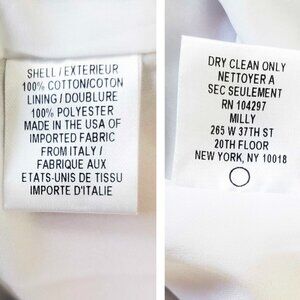 SHELL / EXTERIEUR
100% COTTON/COTON
LINING / DOUBLURE
100% POLYESTER
MADE IN THE USA OF
IMPORTED FABRIC
FROM ITALY /
FABRIQUE AUX
ETATS-UNIS DE TISSU
IMPORTE D'ITALIE
DRY CLEAN ONLY
NETTOYER A
SEC SEULEMENT
RN 104297
MILLY
265 W 37TH ST
20TH FLOOR
NEW YORK, NY 10018